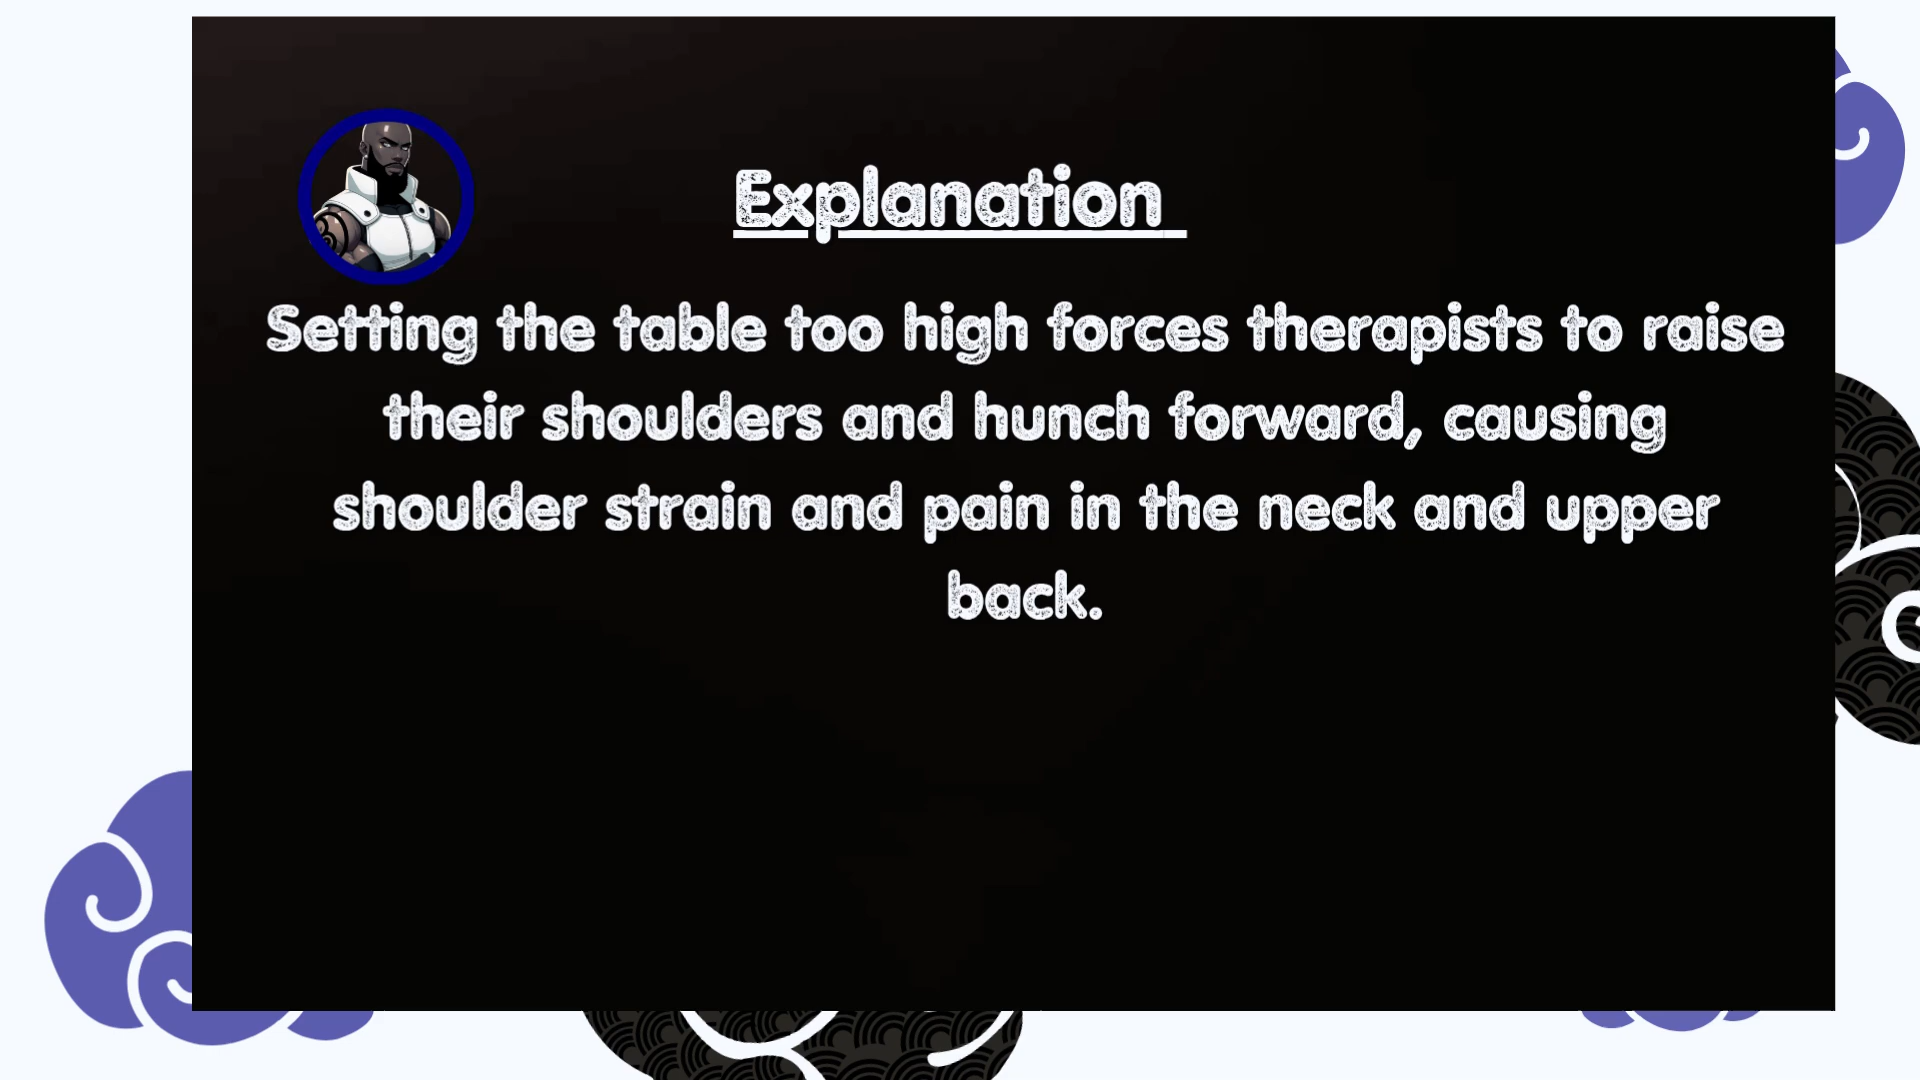 Explanation
Setting the table too high forces therapists to raise
their shoulders and hunch forward, causing
shoulder strain and pain in the neck and upper
back.